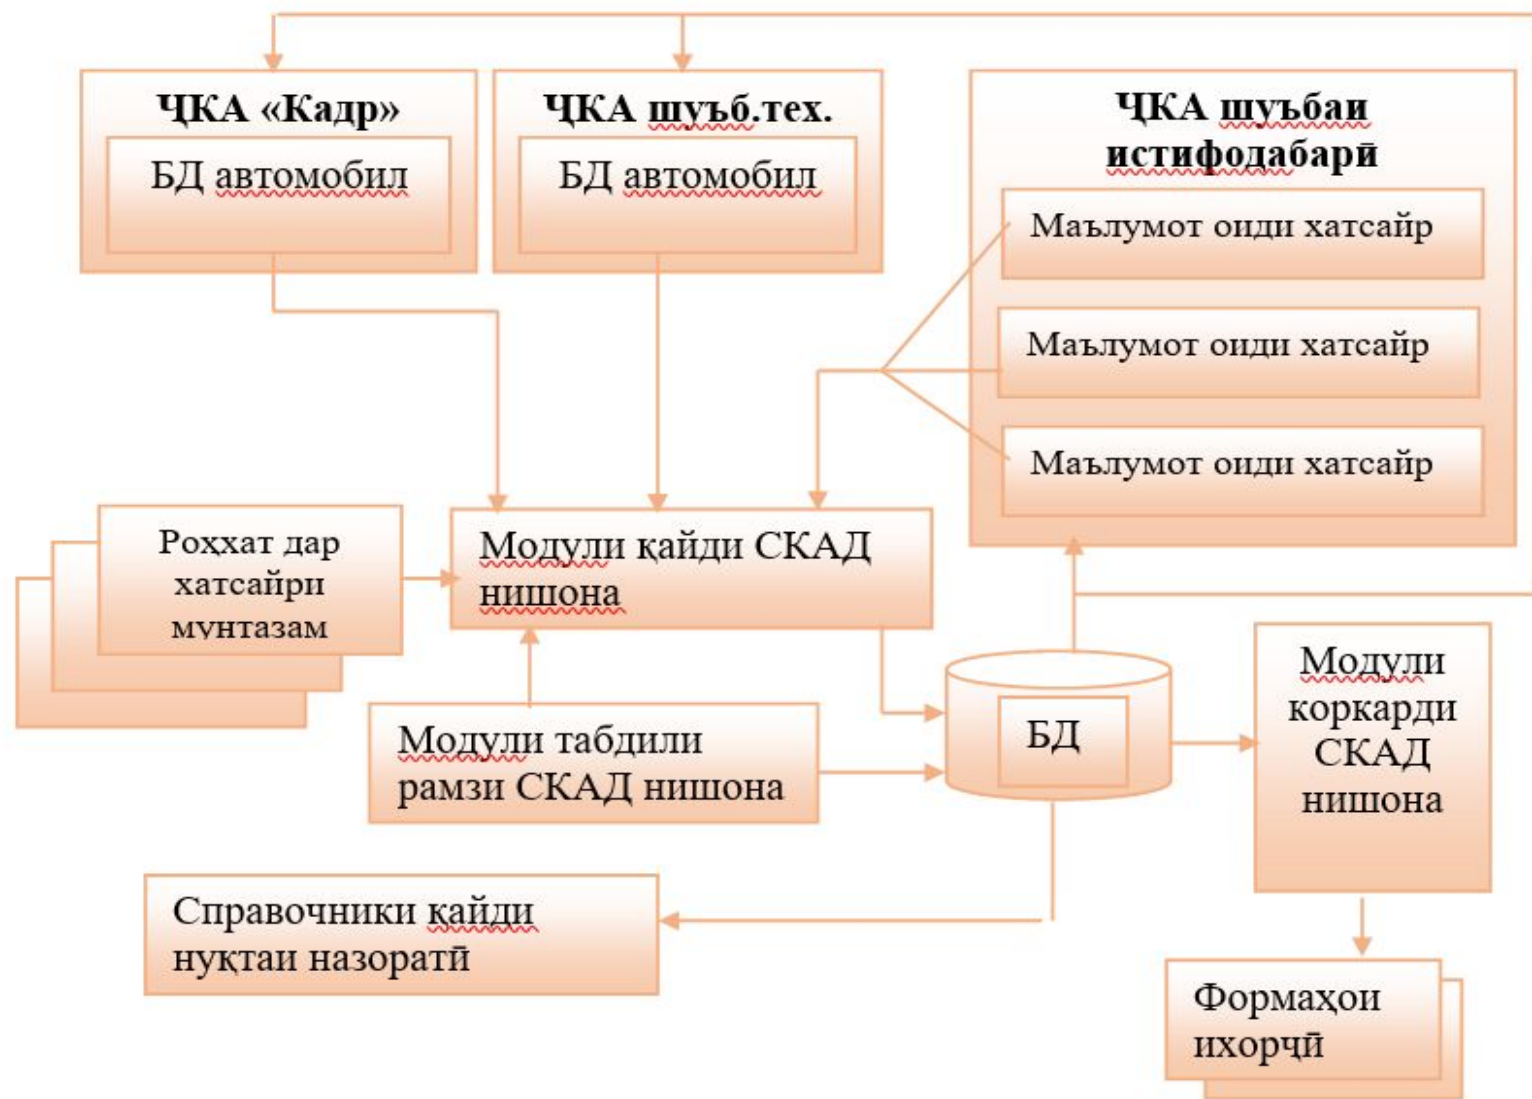 ҶКА «Кадр»
БД автомобил
ҶКА шуъб.тех.
БД автомобил
ҶКА шуъбаи
истифодабарӣ
Маълумот оиди хатсайр
Маълумот оиди хатсайр
Маълумот оиди хатсайр
Роҳхат дар
хатсайри
мунтазам
Модули қайди СКАД
нишона
Модули табдили
рамзи СКАД нишона
БД
Модули
коркарди
СКАД
нишона
Справочники қайди
нуқтаи назоратӣ
Формаҳои
ихорҷӣ